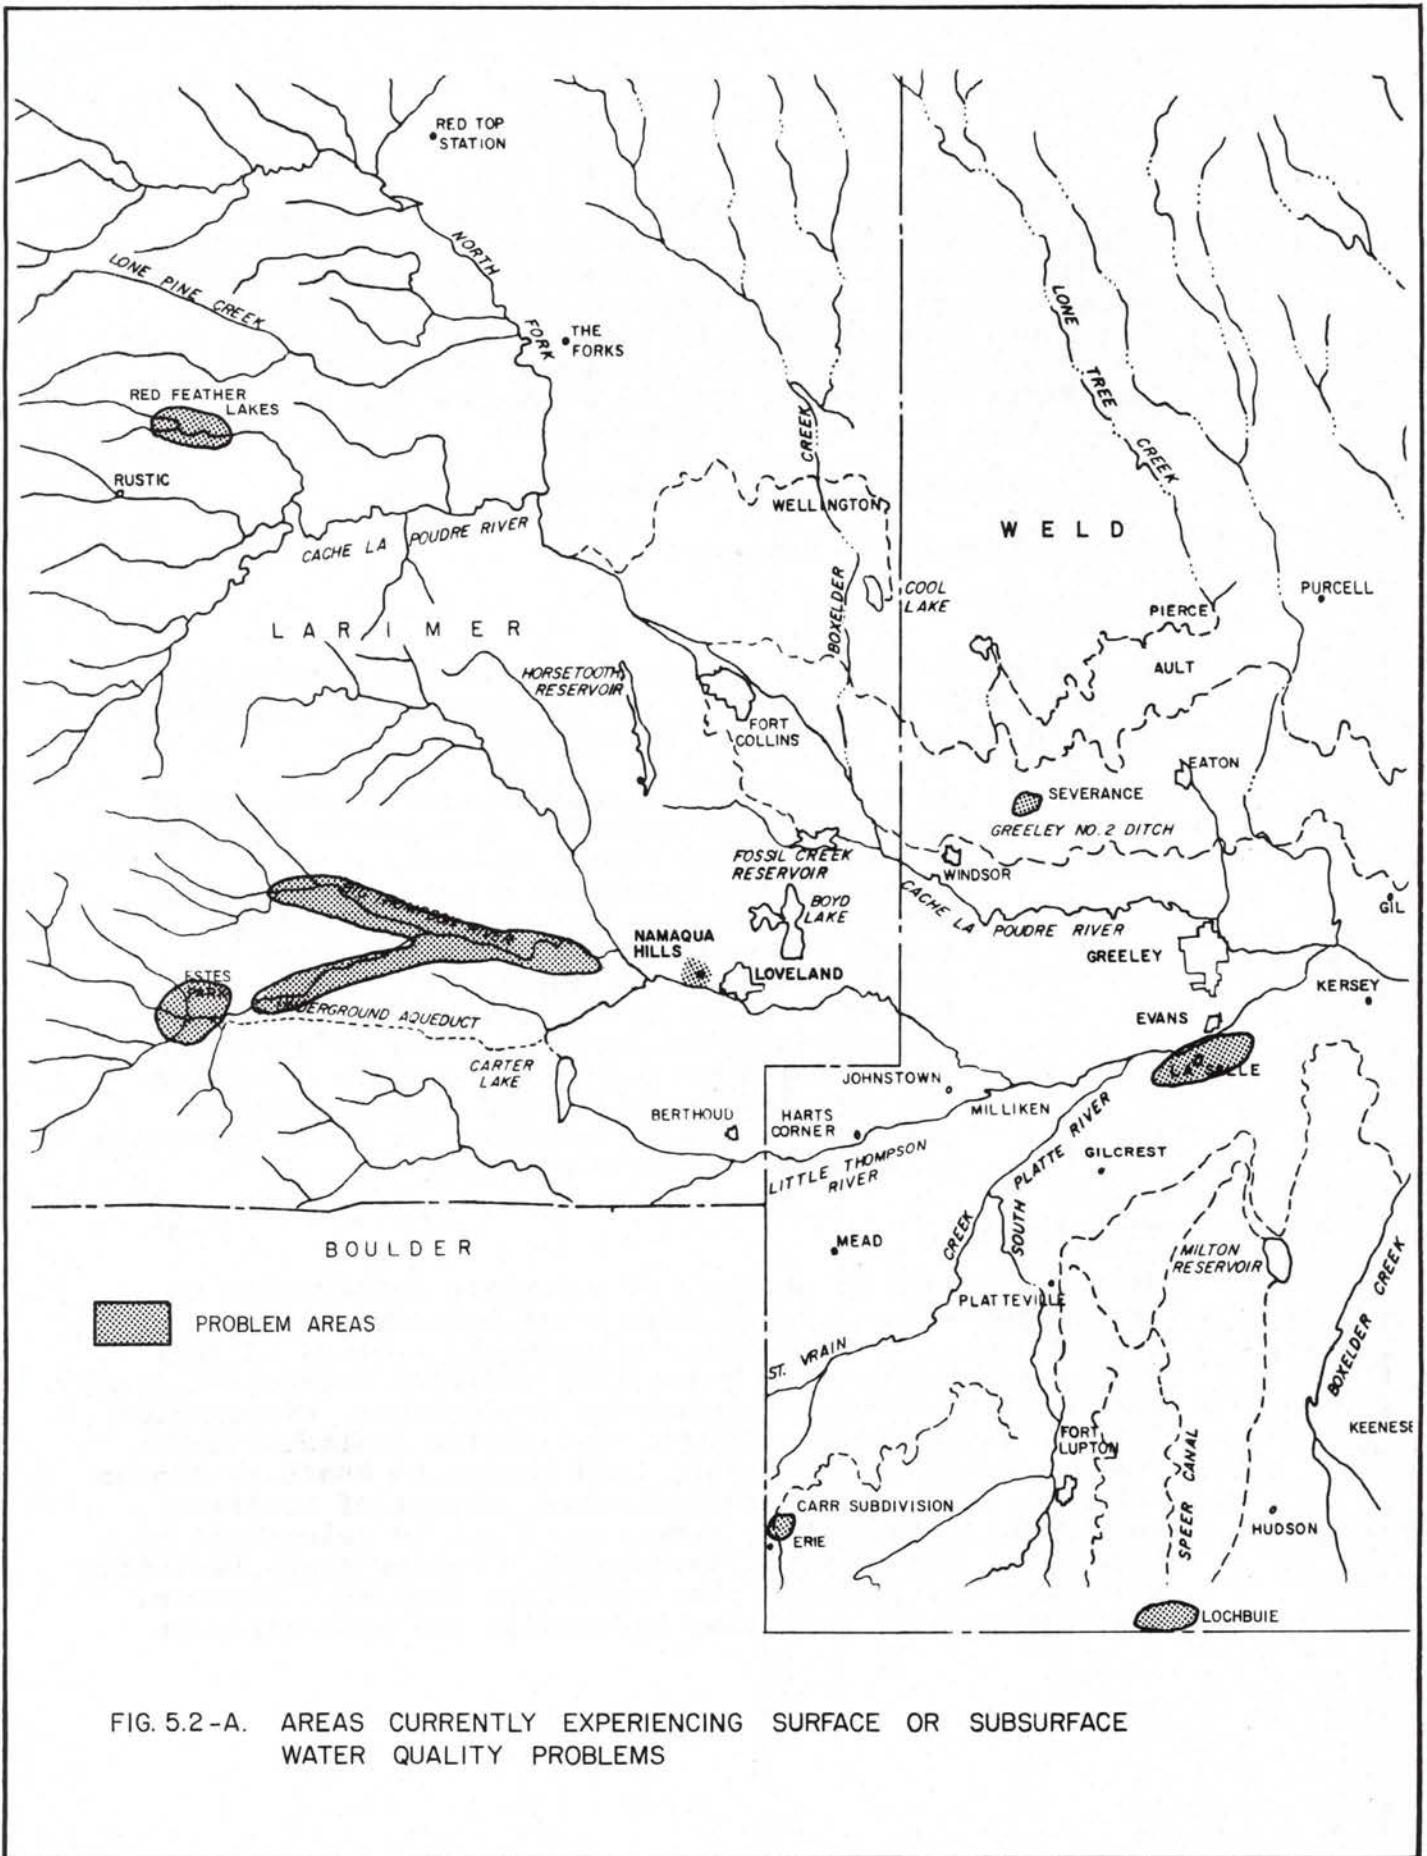 RED TOP
STATION
NORTH
FORK
LONE PINE CREEK
THE
FORKS
RED FEATHER
LAKES
RUSTIC
CACHE LA POUDRE RIVER
CREEK
WELLINGTON
LONE TREE CREEK
WELD
COOL
LAKE
BOXELDER
PURCELL
PIERCE
AULT
LARIMER
HORSETOOTH
RESERVOIR
FORT
COLLINS
EATON
SEVERANCE
GREELEY NO. 2 DITCH
FOSSIL CREEK
RESERVOIR
WINDSOR
BOYD
LAKE
CACHE LA POUDRE RIVER
GIL
NAMAQUA
HILLS
LOVELAND
GREELEY
KERSEY
ESTES
PARK
UNDERGROUND AQUEDUCT
EVANS
CARTER
LAKE
JOHNSTOWN
MILLIKEN
BERTHOUD
HARTS
CORNER
LITTLE THOMPSON
RIVER
SOUTH PLATTE RIVER
GILCREST
BOULDER
MEAD
CREEK
MILTON
RESERVOIR
PLATTEVILLE
BOXELDER CREEK
PROBLEM AREAS
ST. VRAIN
FORT
LUPTON
SPEER CANAL
KEENESB
CARR SUBDIVISION
ERIE
HUDSON
LOCHBUIE
FIG. 5.2-A. AREAS CURRENTLY EXPERIENCING SURFACE OR SUBSURFACE
WATER QUALITY PROBLEMS